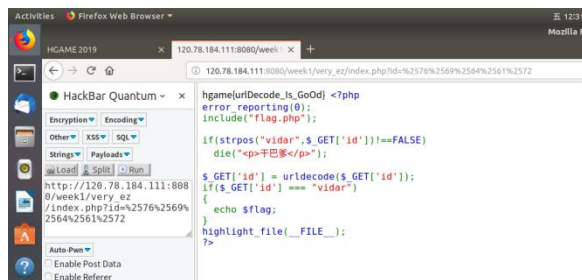 Activities
Firefox Web Browser
五 12:31
Mozilla
HGAME 2019
×
120.78.184.111:8080/week1
×
+
120.78.184.111:8080/week1/very_ez/index.php?id=%2576%2569%2564%2561%2572
HackBar Quantum
×
Encryption
Encoding
Other
XSS
SQL
Strings
Payloads
Load
Split
Run
http://120.78.184.111:808
0/week1/very_ez
/index.php?id=%2576%2569%
2564%2561%2572
Auto-Pwn
Enable Post Data
Enable Referer
hgame{urlDecode_Is_GoOd} <?php
error_reporting(0);
include("flag.php");
if(strpos("vidar",$_GET['id'])!==FALSE)
die("<p>干巴爹</p>");
$_GET['id'] = urldecode($_GET['id']);
if($_GET['id'] === "vidar")
{
echo $flag;
}
highlight_file(__FILE__);
?>